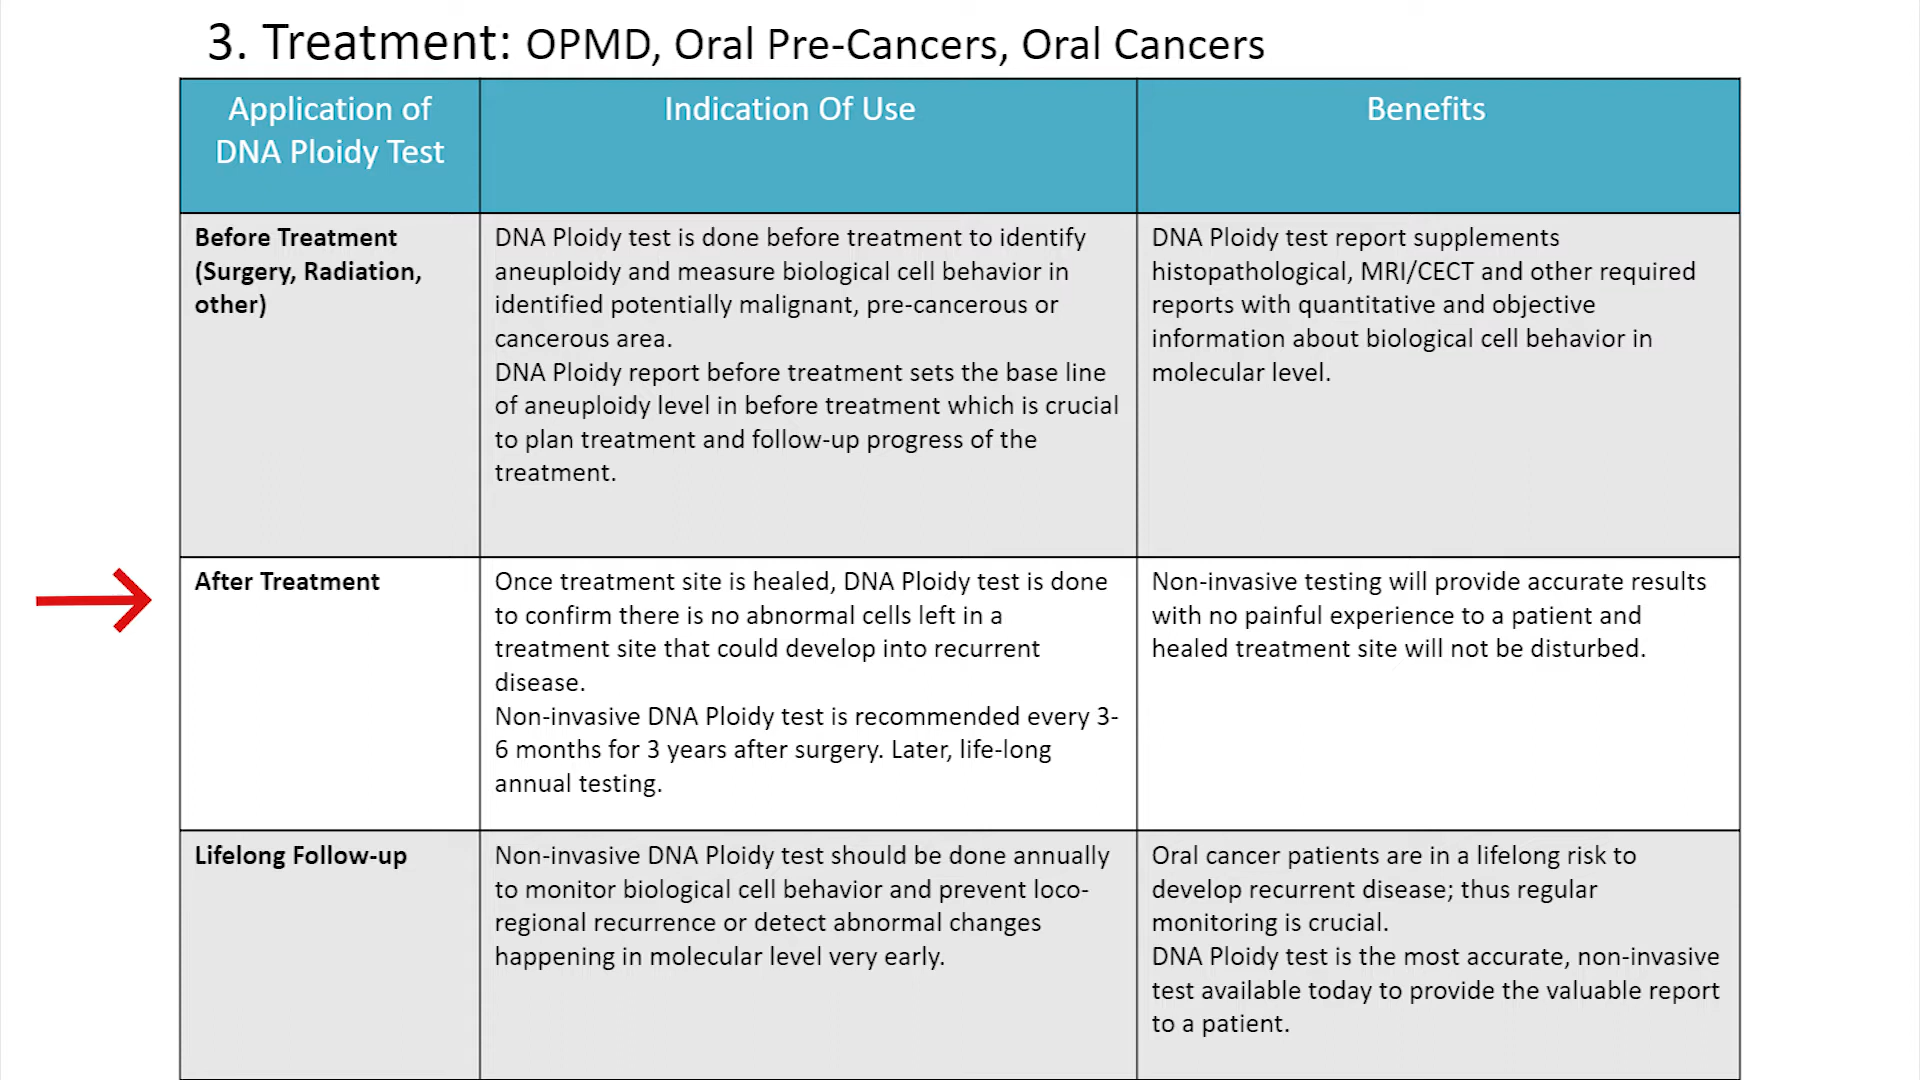 3. Treatment: OPMD, Oral Pre-Cancers, Oral Cancers
Application of
DNA Ploidy Test
Indication Of Use
Benefits
Before Treatment
(Surgery, Radiation,
other)
DNA Ploidy test is done before treatment to identify
aneuploidy and measure biological cell behavior in
identified potentially malignant, pre-cancerous or
cancerous area.
DNA Ploidy report before treatment sets the base line
of aneuploidy level in before treatment which is crucial
to plan treatment and follow-up progress of the
treatment.
DNA Ploidy test report supplements
histopathological, MRI/CECT and other required
reports with quantitative and objective
information about biological cell behavior in
molecular level.
After Treatment
Once treatment site is healed, DNA Ploidy test is done
to confirm there is no abnormal cells left in a
treatment site that could develop into recurrent
disease.
Non-invasive DNA Ploidy test is recommended every 3-
6 months for 3 years after surgery. Later, life-long
annual testing.
Non-invasive testing will provide accurate results
with no painful experience to a patient and
healed treatment site will not be disturbed.
Lifelong Follow-up
Non-invasive DNA Ploidy test should be done annually
to monitor biological cell behavior and prevent loco-
regional recurrence or detect abnormal changes
happening in molecular level very early.
Oral cancer patients are in a lifelong risk to
develop recurrent disease; thus regular
monitoring is crucial.
DNA Ploidy test is the most accurate, non-invasive
test available today to provide the valuable report
to a patient.